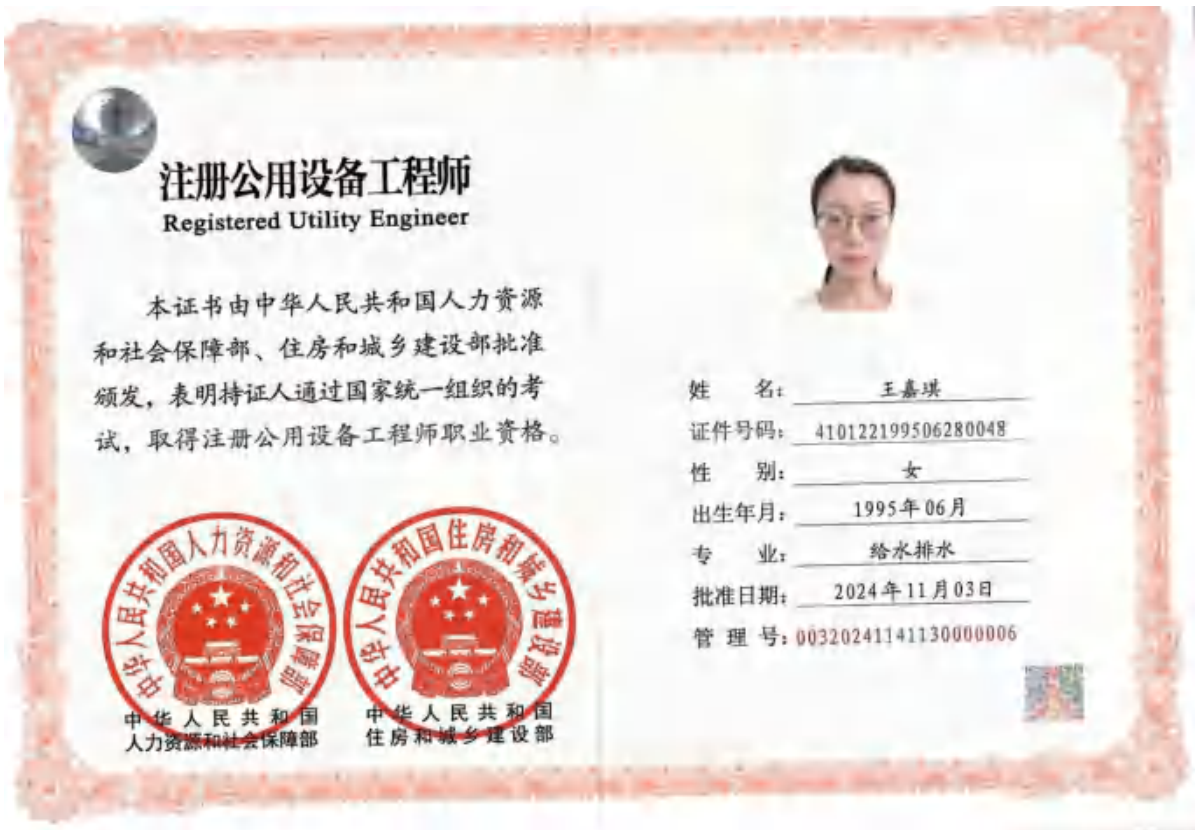 注册公用设备工程师
Registered Utility Engineer
本证书由中华人民共和国人力资源
和社会保障部、住房和城乡建设部批准
颁发，表明持证人通过国家统一组织的考
试，取得注册公用设备工程师职业资格。
中华人民共和国人力资源和社会保障部
中华人民共和国
人力资源和社会保障部
中华人民共和国住房和城乡建设部
中华人民共和国
住房和城乡建设部
姓 名： 王嘉琪
证件号码： 410122199506280048
性 别： 女
出生年月： 1995年06月
专 业： 给水排水
批准日期： 2024年11月03日
管 理 号： 00320241141130000006